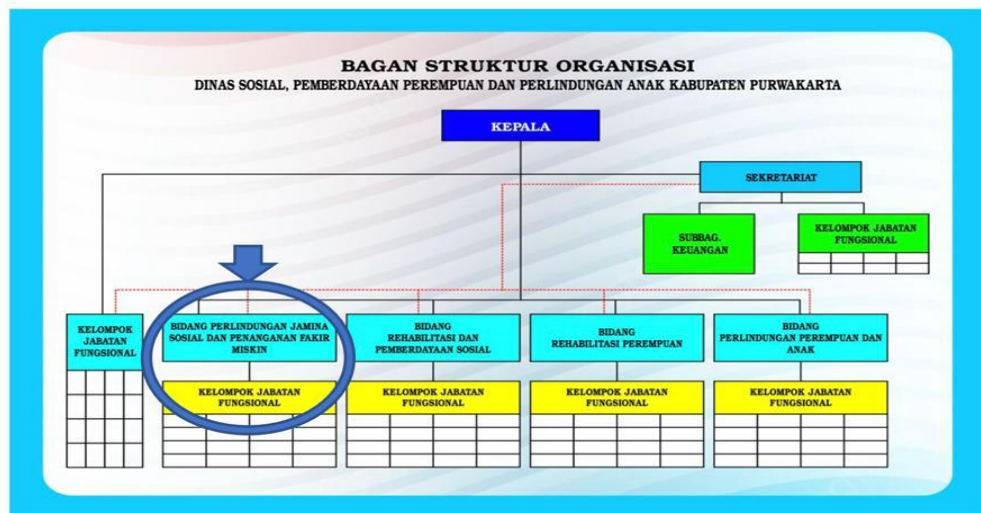 BAGAN STRUKTUR ORGANISASI
DINAS SOSIAL, PEMBERDAYAAN PEREMPUAN DAN PERLINDUNGAN ANAK KABUPATEN PURWAKARTA
KEPALA
SEKRETARIAT
SUBBAG.
KEUANGAN
KELOMPOK JABATAN
FUNGSIONAL
KELOMPOK
JABATAN
FUNGSIONAL
BIDANG PERLINDUNGAN JAMINA
SOSIAL DAN PENANGANAN FAKIR
MISKIN
BIDANG
REHABILITASI DAN
PEMBERDAYAAN SOSIAL
BIDANG
REHABILITASI PEREMPUAN
BIDANG
PERLINDUNGAN PEREMPUAN DAN
ANAK
KELOMPOK JABATAN
FUNGSIONAL
KELOMPOK JABATAN
FUNGSIONAL
KELOMPOK JABATAN
FUNGSIONAL
KELOMPOK JABATAN
FUNGSIONAL